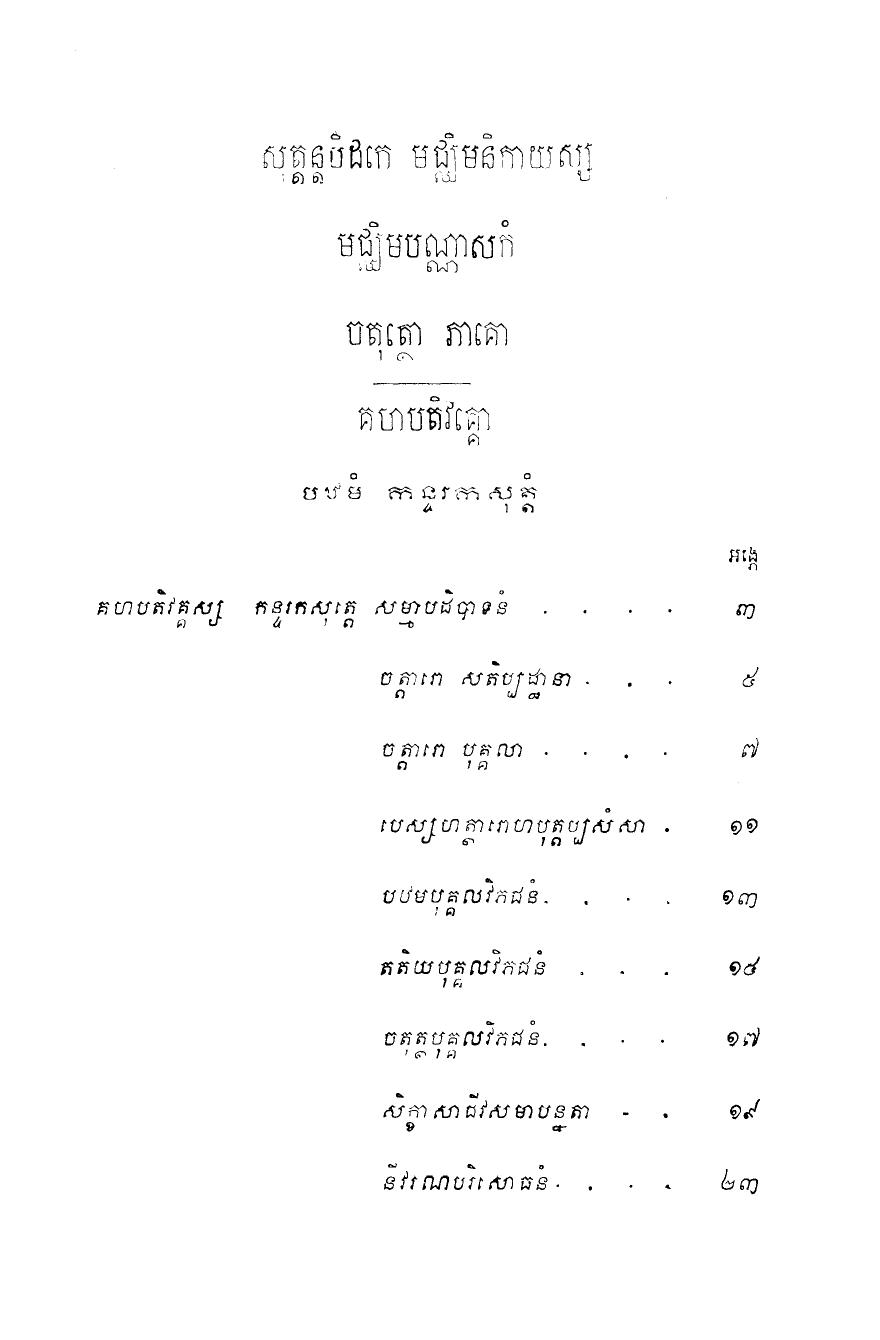 សុត្តន្តបិដកេ មជ្ឈិមនិកាយស្ស
មជ្ឈិមបណ្ណាសកំ
ចតុត្ថោ ភាគោ
គហបតិវគ្គោ
បឋមំ កន្ទរកសុត្តំ
អង្កេ
គហបតិវគ្គស្ស កន្ទរកសុត្តេ សម្មាបដិបាទនំ . . . . ៣
ចត្តារោ សតិប្បដ្ឋានា . . . ៥
ចត្តារោ បុគ្គលា . . . . ៧
បេស្សហត្ថារោហបុត្តប្បសំសា . ១១
បឋមបុគ្គលវិភជនំ . . . . ១៣
តតិយបុគ្គលវិភជនំ . . . ១៥
ចតុត្ថបុគ្គលវិភជនំ . . . . ១៧
សិក្ខាសាជីវសមាបន្នតា - . ១៩
នីវរណបរិសោធនំ . . . . ២៣